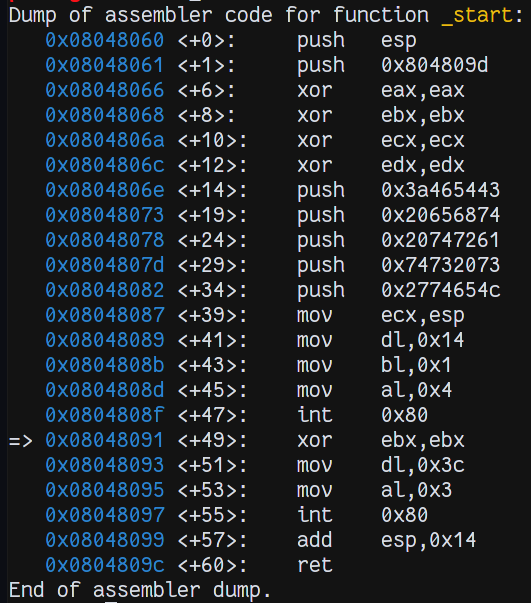 Dump of assembler code for function _start:
0x08048060 <+0>: push esp
0x08048061 <+1>: push 0x804809d
0x08048066 <+6>: xor eax,eax
0x08048068 <+8>: xor ebx,ebx
0x0804806a <+10>: xor ecx,ecx
0x0804806c <+12>: xor edx,edx
0x0804806e <+14>: push 0x3a465443
0x08048073 <+19>: push 0x20656874
0x08048078 <+24>: push 0x20747261
0x0804807d <+29>: push 0x74732073
0x08048082 <+34>: push 0x2774654c
0x08048087 <+39>: mov ecx,esp
0x08048089 <+41>: mov dl,0x14
0x0804808b <+43>: mov bl,0x1
0x0804808d <+45>: mov al,0x4
0x0804808f <+47>: int 0x80
=> 0x08048091 <+49>: xor ebx,ebx
0x08048093 <+51>: mov dl,0x3c
0x08048095 <+53>: mov al,0x3
0x08048097 <+55>: int 0x80
0x08048099 <+57>: add esp,0x14
0x0804809c <+60>: ret
End of assembler dump.